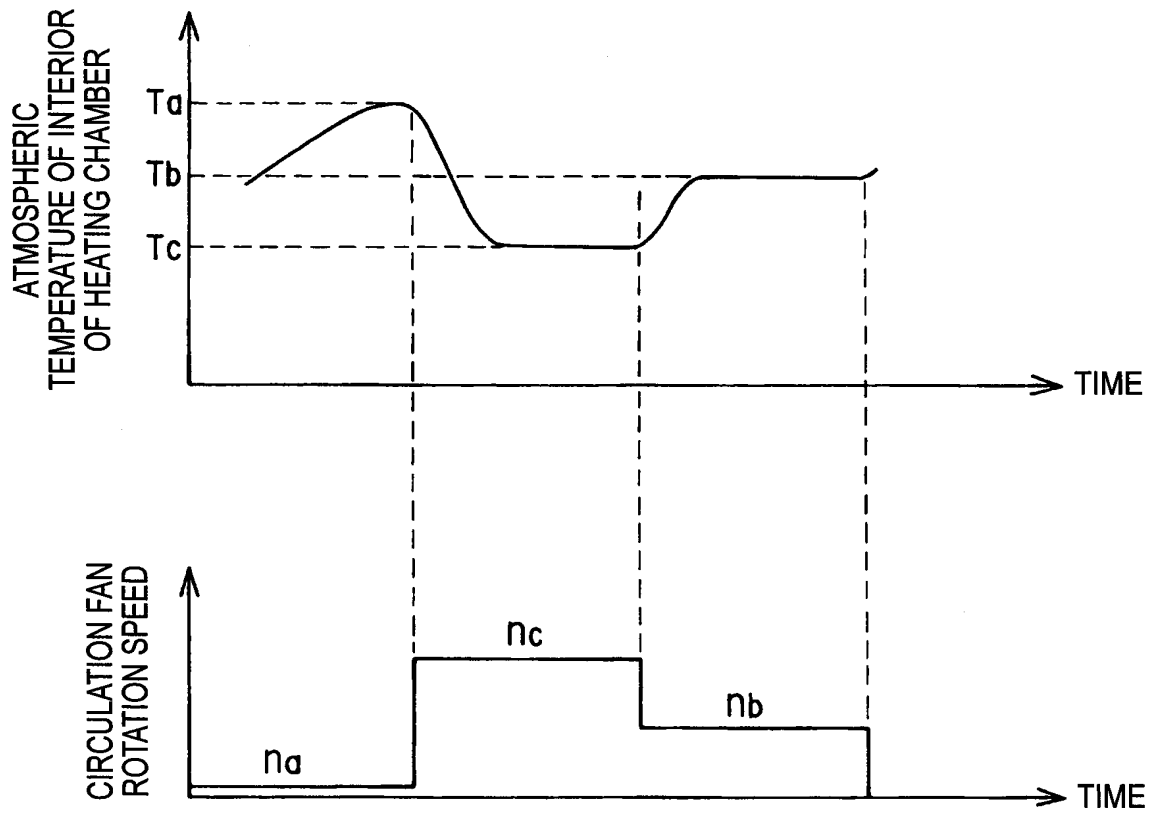 ATMOSPHERIC
TEMPERATURE OF INTERIOR
OF HEATING CHAMBER
Ta
Tb
Tc
TIME
CIRCULATION FAN
ROTATION SPEED
na
nc
nb
TIME